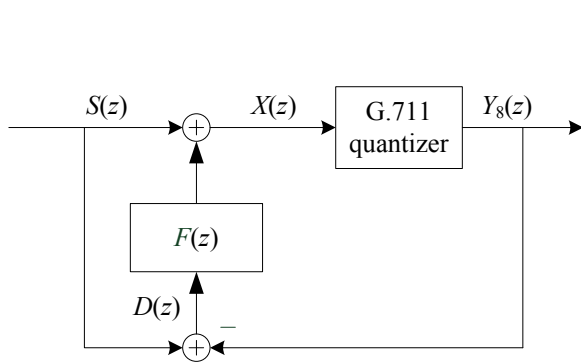 S(z)
X(z)
G.711
quantizer
Y₈(z)
F(z)
D(z)
+
+
−